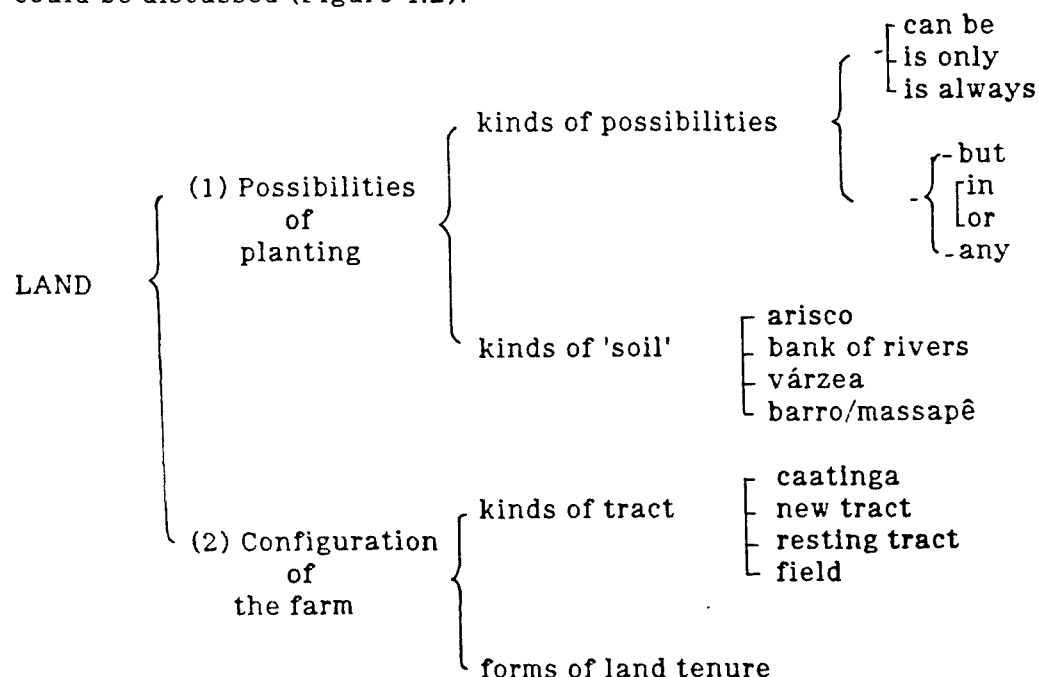 could be discussed (Figure 1.2).
can be
is only
is always
kinds of possibilities
but
(1) Possibilities
in
of
or
planting
any
LAND
arisco
kinds of 'soil'
bank of rivers
várzea
barro/massapê
caatinga
kinds of tract
new tract
resting tract
(2) Configuration
field
of
the farm
forms of land tenure